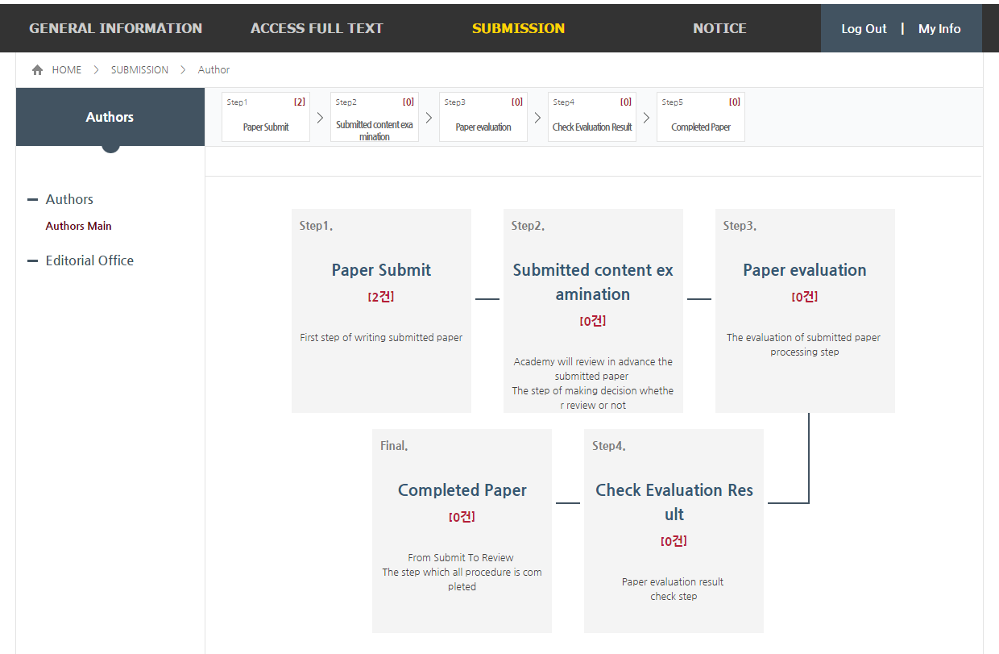 GENERAL INFORMATION ACCESS FULL TEXT SUBMISSION NOTICE Log Out | My Info
HOME > SUBMISSION > Author
Authors
Step1 [2]
Paper Submit
Step2 [0]
Submitted content exa
mination
Step3 [0]
Paper evaluation
Step4 [0]
Check Evaluation Result
Step5 [0]
Completed Paper
Authors
Authors Main
Editorial Office
Step1.
Paper Submit
[2건]
First step of writing submitted paper
Step2.
Submitted content ex
amination
[0건]
Academy will review in advance the
submitted paper
The step of making decision whethe
r review or not
Step3.
Paper evaluation
[0건]
The evaluation of submitted paper
processing step
Final.
Completed Paper
[0건]
From Submit To Review
The step which all procedure is com
pleted
Step4.
Check Evaluation Res
ult
[0건]
Paper evaluation result
check step